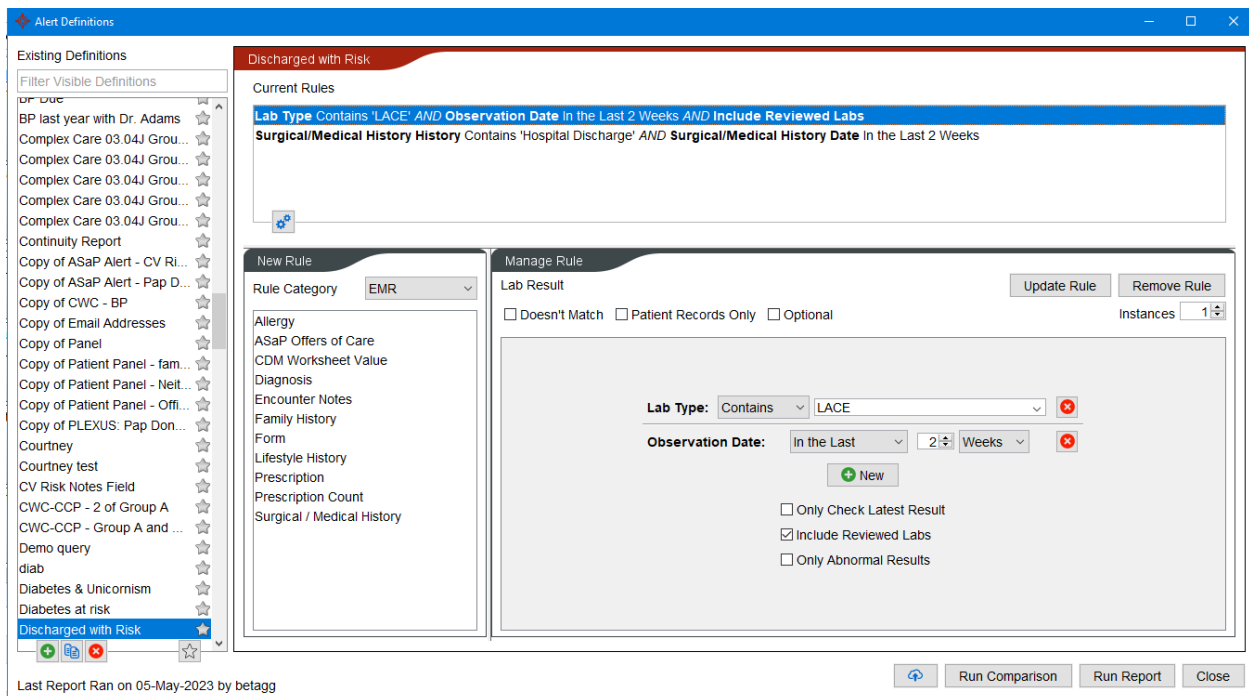 Alert Definitions
Existing Definitions
Filter Visible Definitions
BP Due
BP last year with Dr. Adams
Complex Care 03.04J Grou...
Complex Care 03.04J Grou...
Complex Care 03.04J Grou...
Complex Care 03.04J Grou...
Complex Care 03.04J Grou...
Continuity Report
Copy of ASaP Alert - CV Ri...
Copy of ASaP Alert - Pap D...
Copy of CWC - BP
Copy of Email Addresses
Copy of Panel
Copy of Patient Panel - fam...
Copy of Patient Panel - Neit...
Copy of Patient Panel - Offi...
Copy of PLEXUS: Pap Don...
Courtney
Courtney test
CV Risk Notes Field
CWC-CCP - 2 of Group A
CWC-CCP - Group A and ...
Demo query
diab
Diabetes & Unicornism
Diabetes at risk
Discharged with Risk
Last Report Ran on 05-May-2023 by betagg
Discharged with Risk
Current Rules
Lab Type Contains 'LACE' AND Observation Date In the Last 2 Weeks AND Include Reviewed Labs
Surgical/Medical History History Contains 'Hospital Discharge' AND Surgical/Medical History Date In the Last 2 Weeks
New Rule
Rule Category EMR
Allergy
ASaP Offers of Care
CDM Worksheet Value
Diagnosis
Encounter Notes
Family History
Form
Lifestyle History
Prescription
Prescription Count
Surgical / Medical History
Manage Rule
Lab Result Update Rule Remove Rule
Doesn't Match Patient Records Only Optional Instances 1
Lab Type: Contains LACE
Observation Date: In the Last 2 Weeks
New
Only Check Latest Result
Include Reviewed Labs
Only Abnormal Results
Run Comparison Run Report Close